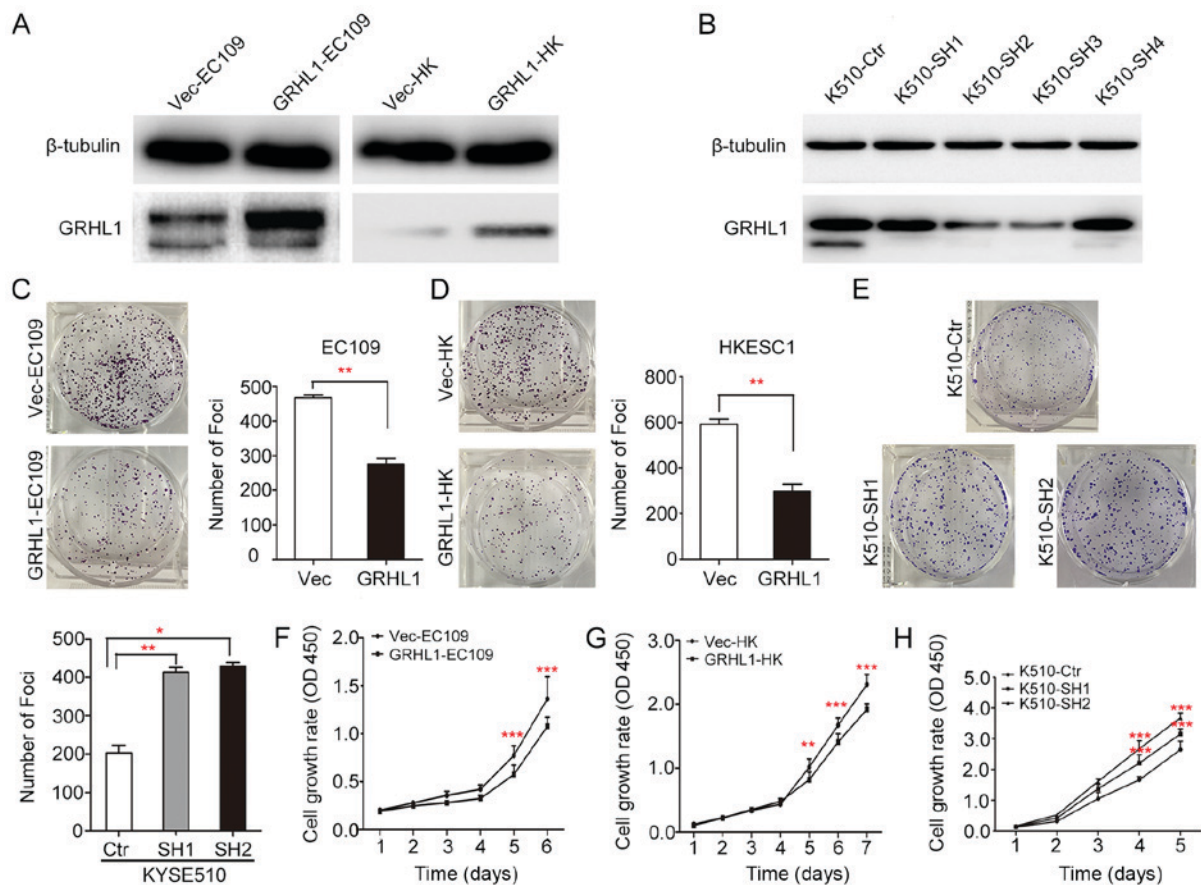 A
Vec-EC109
GRHL1-EC109
Vec-HK
GRHL1-HK
β-tubulin
GRHL1
B
K510-Ctr
K510-SH1
K510-SH2
K510-SH3
K510-SH4
β-tubulin
GRHL1
C
Vec-EC109
GRHL1-EC109
EC109
**
Number of Foci
500
400
300
200
100
0
Vec
GRHL1
D
Vec-HK
GRHL1-HK
HKESC1
**
Number of Foci
800
600
400
200
0
Vec
GRHL1
E
K510-Ctr
K510-SH1
K510-SH2
*
**
Number of Foci
500
400
300
200
100
0
Ctr
SH1
SH2
KYSE510
F
Vec-EC109
GRHL1-EC109
***
***
Cell growth rate (OD 450)
2.0
1.5
1.0
0.5
0.0
1 2 3 4 5 6
Time (days)
G
Vec-HK
GRHL1-HK
**
***
***
Cell growth rate (OD 450)
3.0
2.0
1.0
0.0
1 2 3 4 5 6 7
Time (days)
H
K510-Ctr
K510-SH1
K510-SH2
***
***
***
***
Cell growth rate (OD 450)
5.0
4.0
3.0
2.0
1.0
0.0
1 2 3 4 5
Time (days)